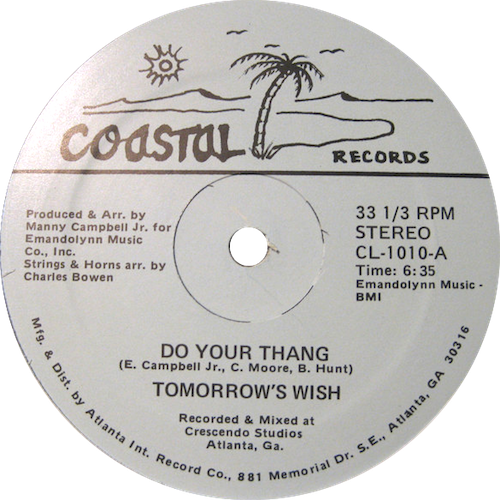 COASTAL
RECORDS
Produced & Arr. by
Manny Campbell Jr. for
Emandolynn Music
Co., Inc.
Strings & Horns arr. by
Charles Bowen
33 1/3 RPM
STEREO
CL-1010-A
Time: 6:35
Emandolynn Music -
BMI
DO YOUR THANG
(E. Campbell Jr., C. Moore, B. Hunt)
TOMORROW'S WISH
Recorded & Mixed at
Crescendo Studios
Atlanta, Ga.
Mfg. & Dist. by Atlanta Int. Record Co., 881 Memorial Dr. S.E., Atlanta, GA 30316